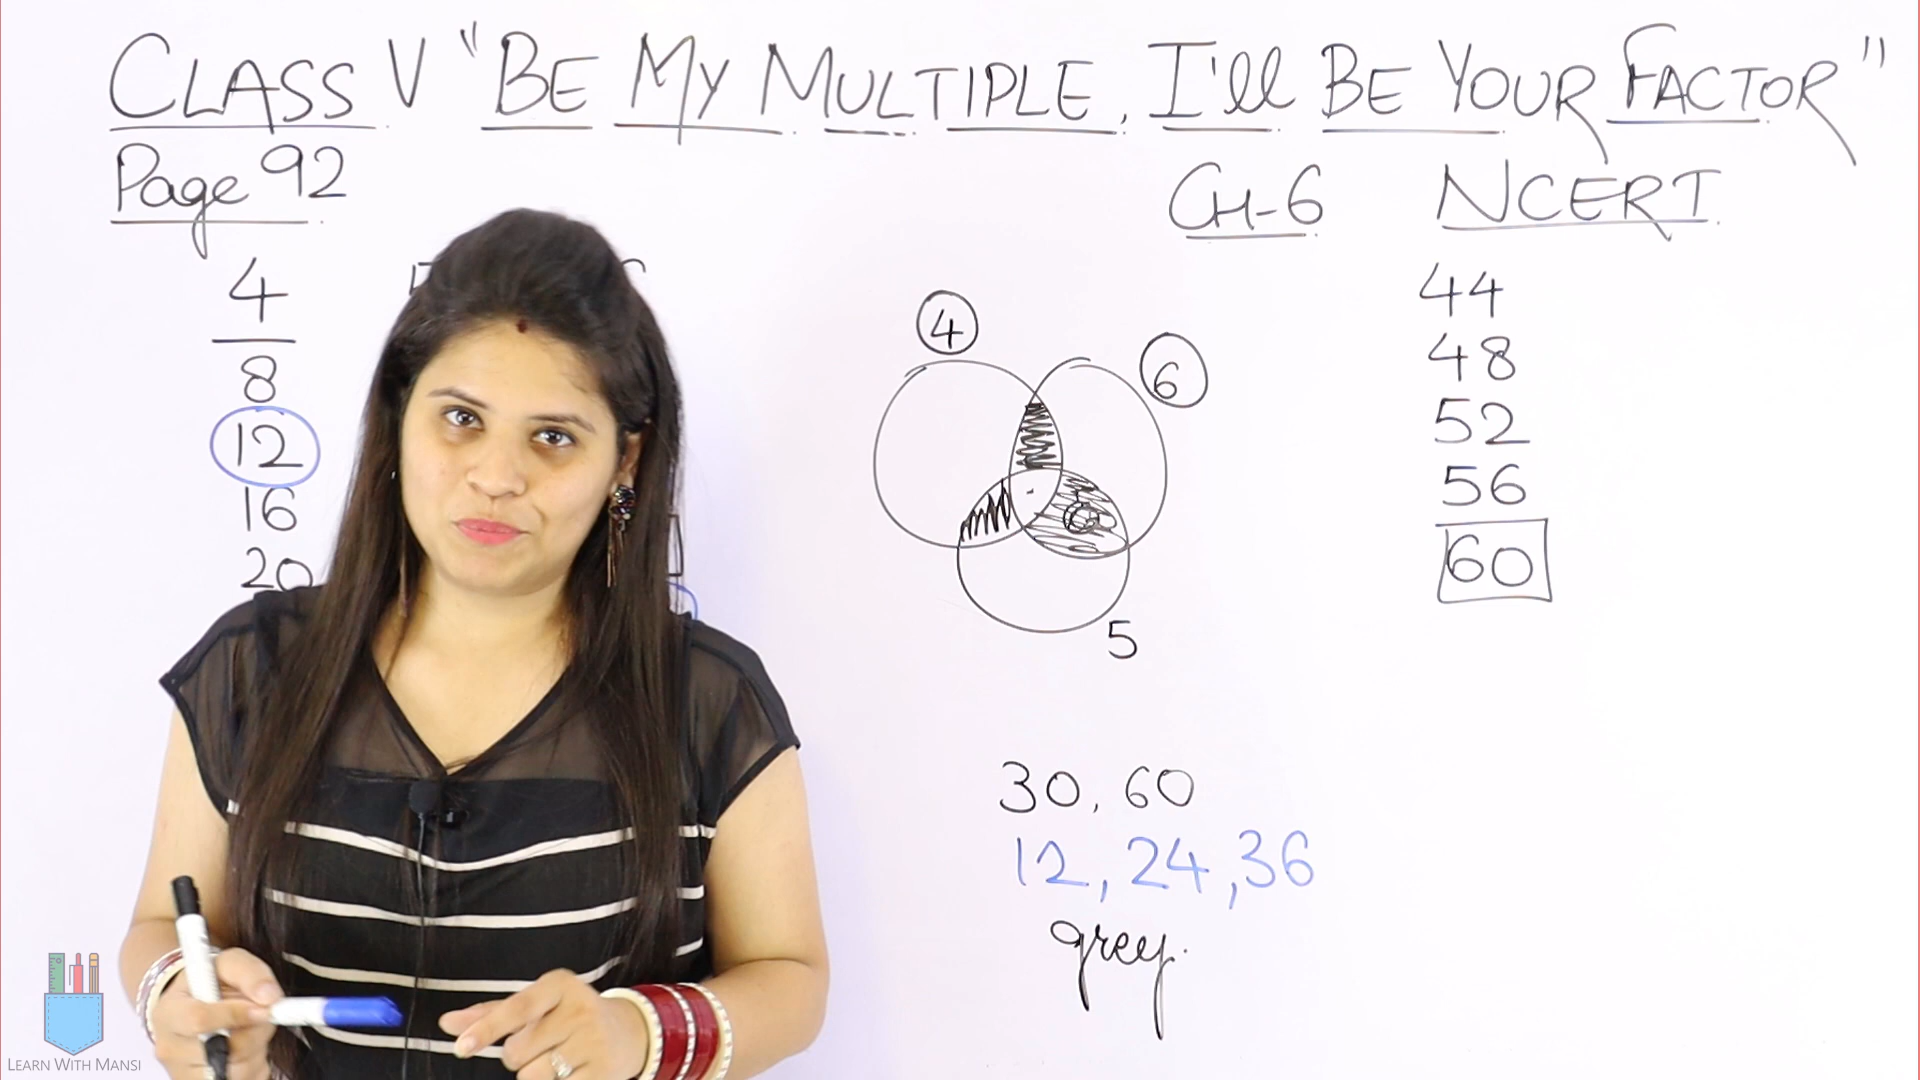 CLASS V "BE MY MULTIPLE, I'll BE YOUR FACTOR"
Page 92
CH-6 NCERT
4
8
12
16
20
4
6
5
44
48
52
56
60
30, 60
12, 24, 36
grey.
LEARN WITH MANSI